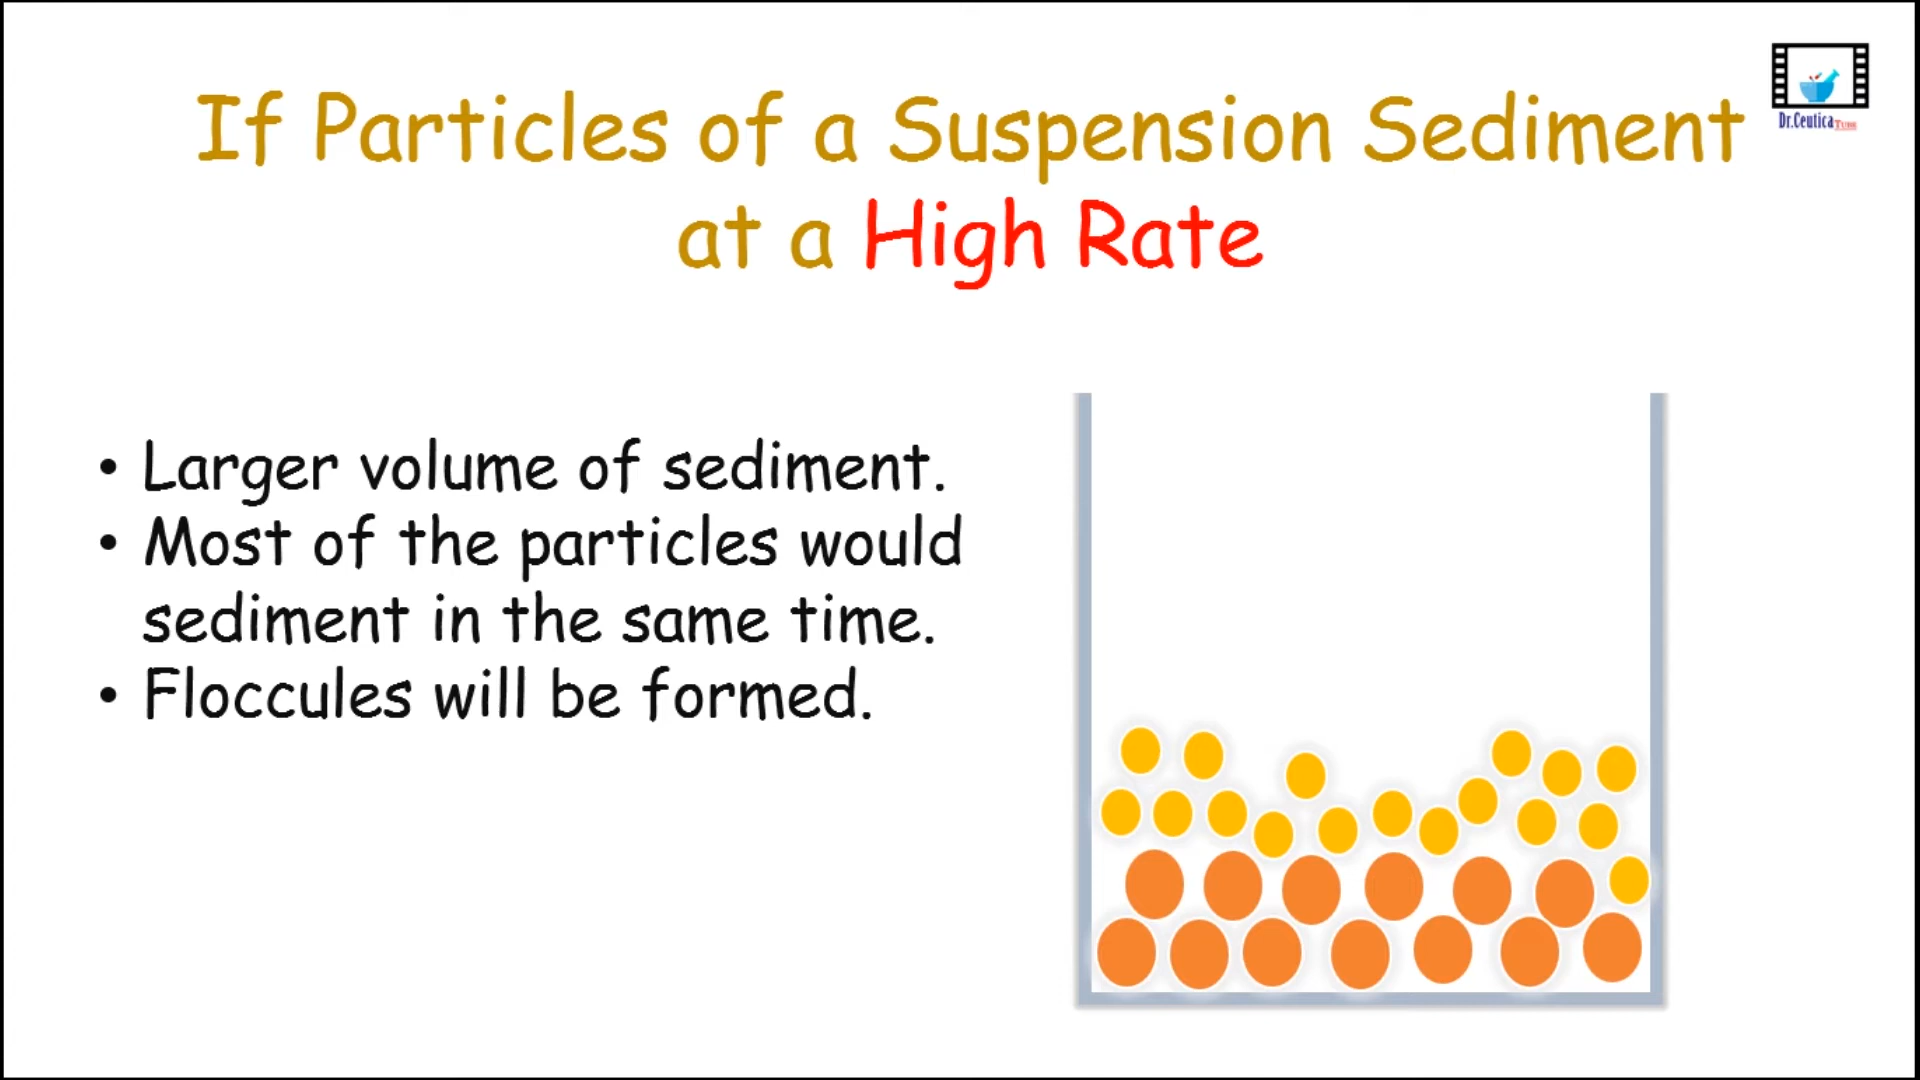 If Particles of a Suspension Sediment
at a High Rate
Dr.Ceutica TUBE
• Larger volume of sediment.
• Most of the particles would
sediment in the same time.
• Floccules will be formed.